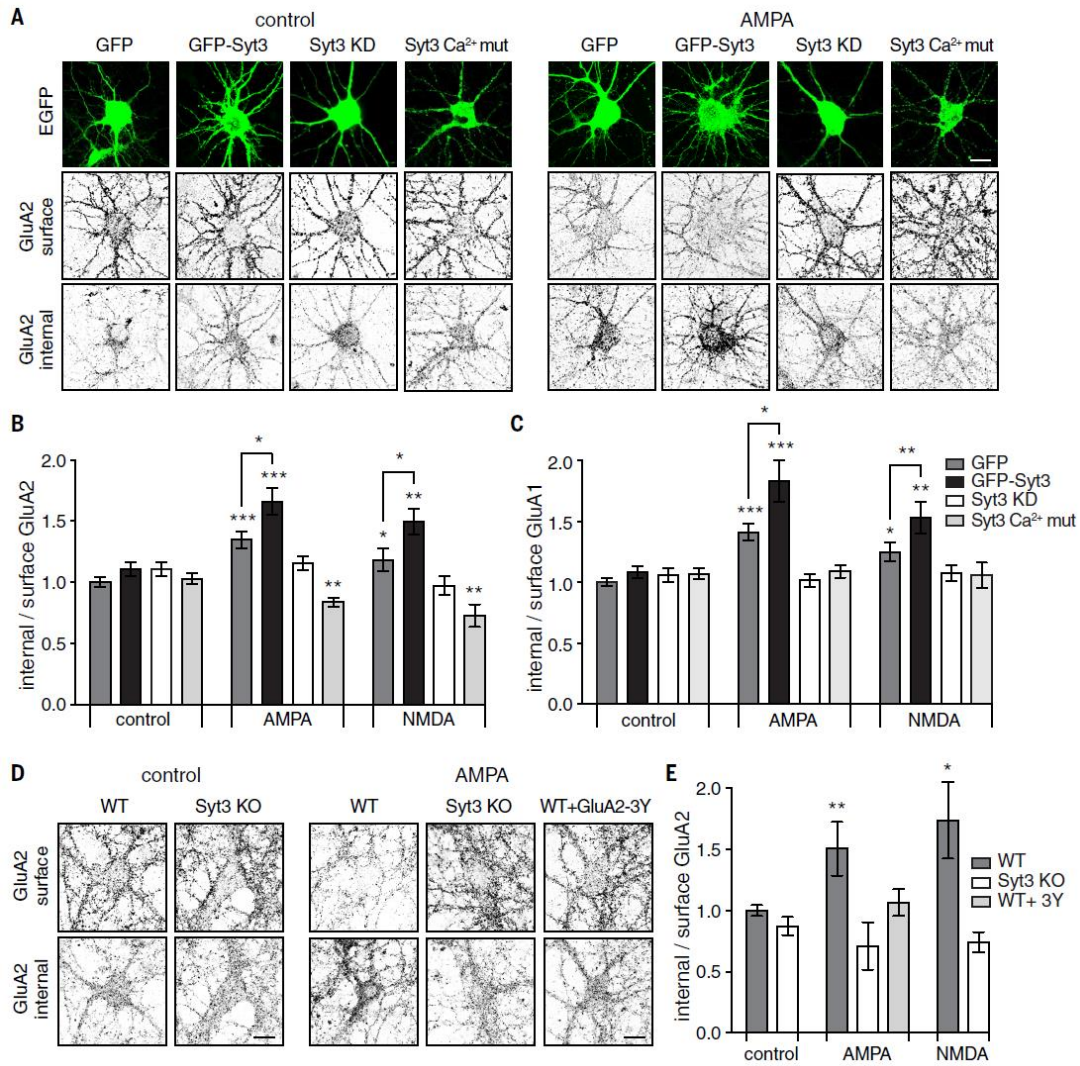 A
control
AMPA
GFP GFP-Syt3 Syt3 KD Syt3 Ca²⁺ mut
GFP GFP-Syt3 Syt3 KD Syt3 Ca²⁺ mut
EGFP
GluA2
surface
GluA2
internal
B
internal / surface GluA2
2.0
1.5
1.0
0.5
0.0
*
***
***
**
*
*
**
**
control AMPA NMDA
C
internal / surface GluA1
2.0
1.5
1.0
0.5
0.0
*
***
***
**
*
**
control AMPA NMDA
GFP
GFP-Syt3
Syt3 KD
Syt3 Ca²⁺ mut
D
control
AMPA
WT Syt3 KO
WT Syt3 KO WT+GluA2-3Y
GluA2
surface
GluA2
internal
E
internal / surface GluA2
2.0
1.5
1.0
0.5
0.0
**
*
control AMPA NMDA
WT
Syt3 KO
WT+ 3Y